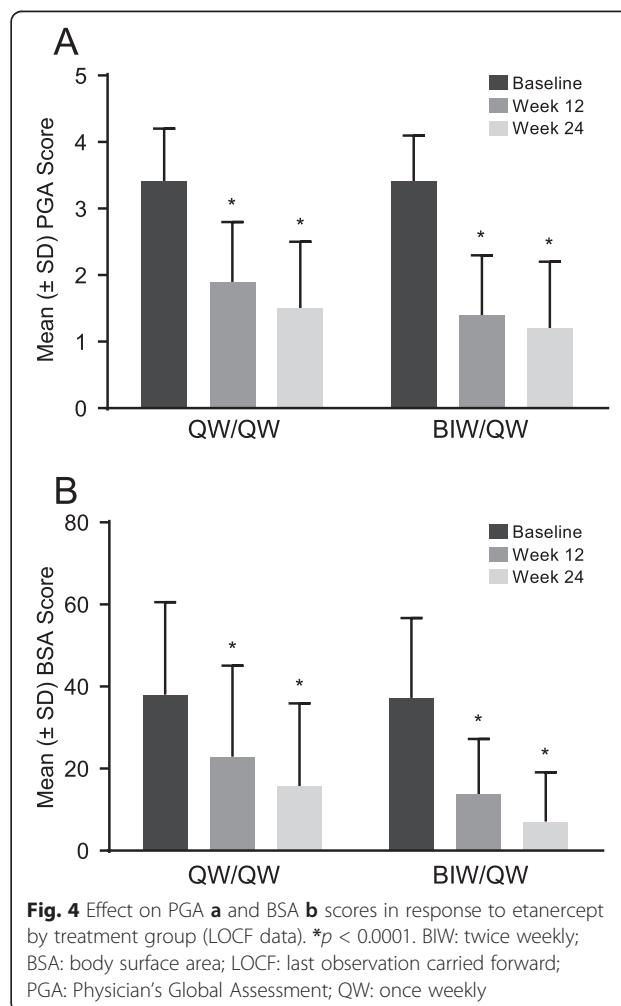 A
Mean (± SD) PGA Score
5
4
3
2
1
0
Baseline
Week 12
Week 24
*
*
*
*
QW/QW
BIW/QW
B
Mean (± SD) BSA Score
80
60
40
20
0
Baseline
Week 12
Week 24
*
*
*
*
QW/QW
BIW/QW
Fig. 4 Effect on PGA a and BSA b scores in response to etanercept
by treatment group (LOCF data). *p < 0.0001. BIW: twice weekly;
BSA: body surface area; LOCF: last observation carried forward;
PGA: Physician’s Global Assessment; QW: once weekly